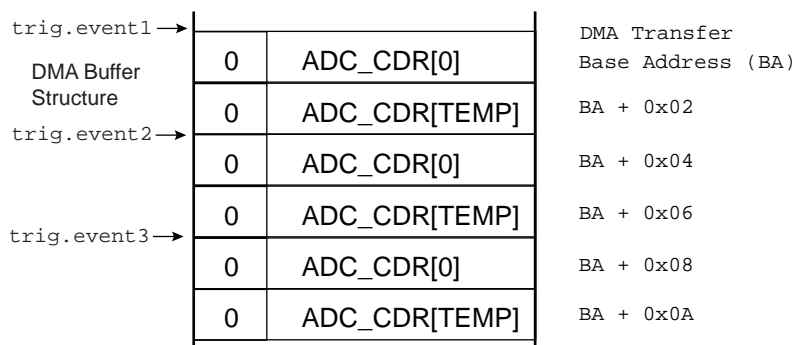 trig.event1
DMA Transfer
Base Address (BA)
DMA Buffer
Structure
0 ADC_CDR[0]
0 ADC_CDR[TEMP] BA + 0x02
trig.event2
0 ADC_CDR[0] BA + 0x04
0 ADC_CDR[TEMP] BA + 0x06
trig.event3
0 ADC_CDR[0] BA + 0x08
0 ADC_CDR[TEMP] BA + 0x0A